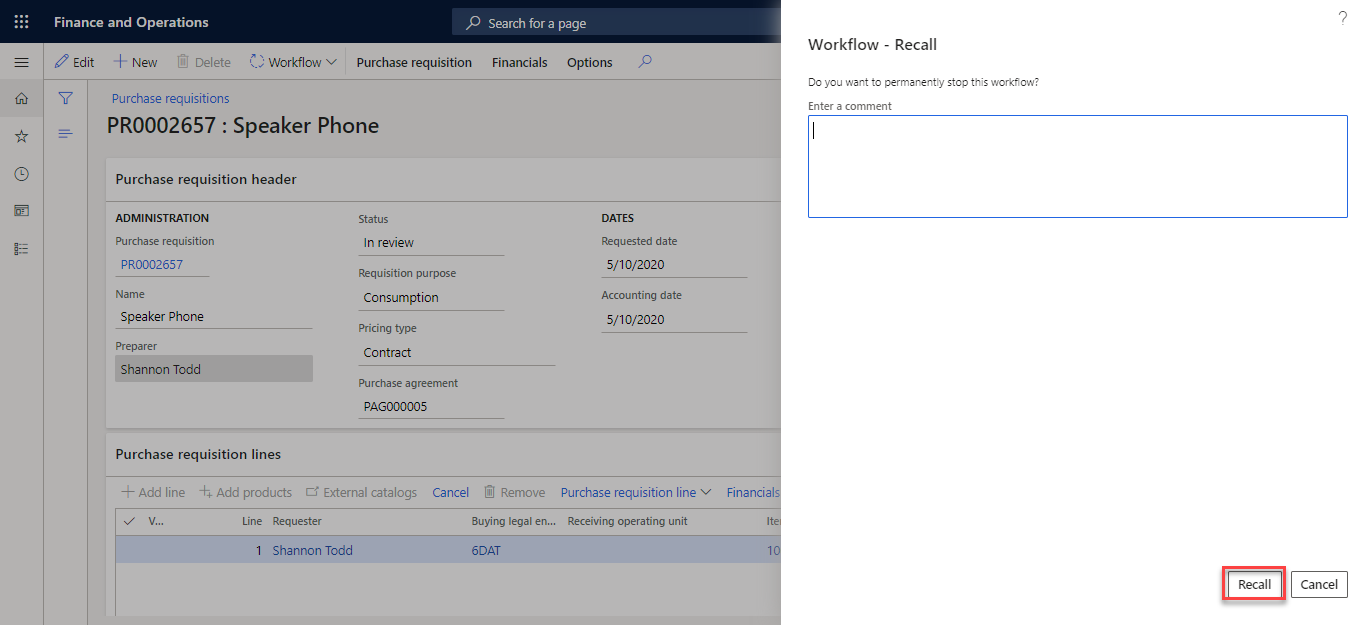 Finance and Operations
Search for a page
?
Edit
New
Delete
Workflow
Purchase requisition
Financials
Options
Purchase requisitions
PR0002657 : Speaker Phone
Purchase requisition header
ADMINISTRATION
Purchase requisition
PR0002657
Name
Speaker Phone
Preparer
Shannon Todd
Status
In review
Requisition purpose
Consumption
Pricing type
Contract
Purchase agreement
PAG000005
DATES
Requested date
5/10/2020
Accounting date
5/10/2020
Purchase requisition lines
Add line
Add products
External catalogs
Cancel
Remove
Purchase requisition line
Financials
V...
Line
Requester
Buying legal en...
Receiving operating unit
Ite
1
Shannon Todd
6DAT
10
Workflow - Recall
Do you want to permanently stop this workflow?
Enter a comment
Recall
Cancel